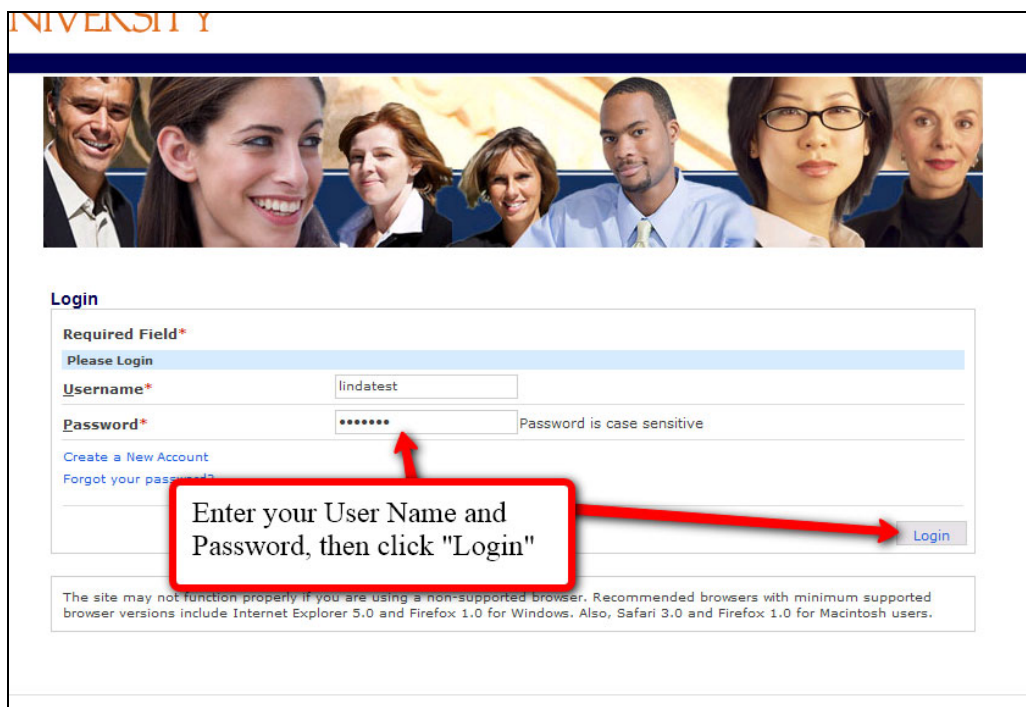 NIVERSITY
Login
Required Field*
Please Login
Username*
lindatest
Password*
•••••••
Password is case sensitive
Create a New Account
Forgot your password?
Enter your User Name and
Password, then click "Login"
Login
The site may not function properly if you are using a non-supported browser. Recommended browsers with minimum supported
browser versions include Internet Explorer 5.0 and Firefox 1.0 for Windows. Also, Safari 3.0 and Firefox 1.0 for Macintosh users.